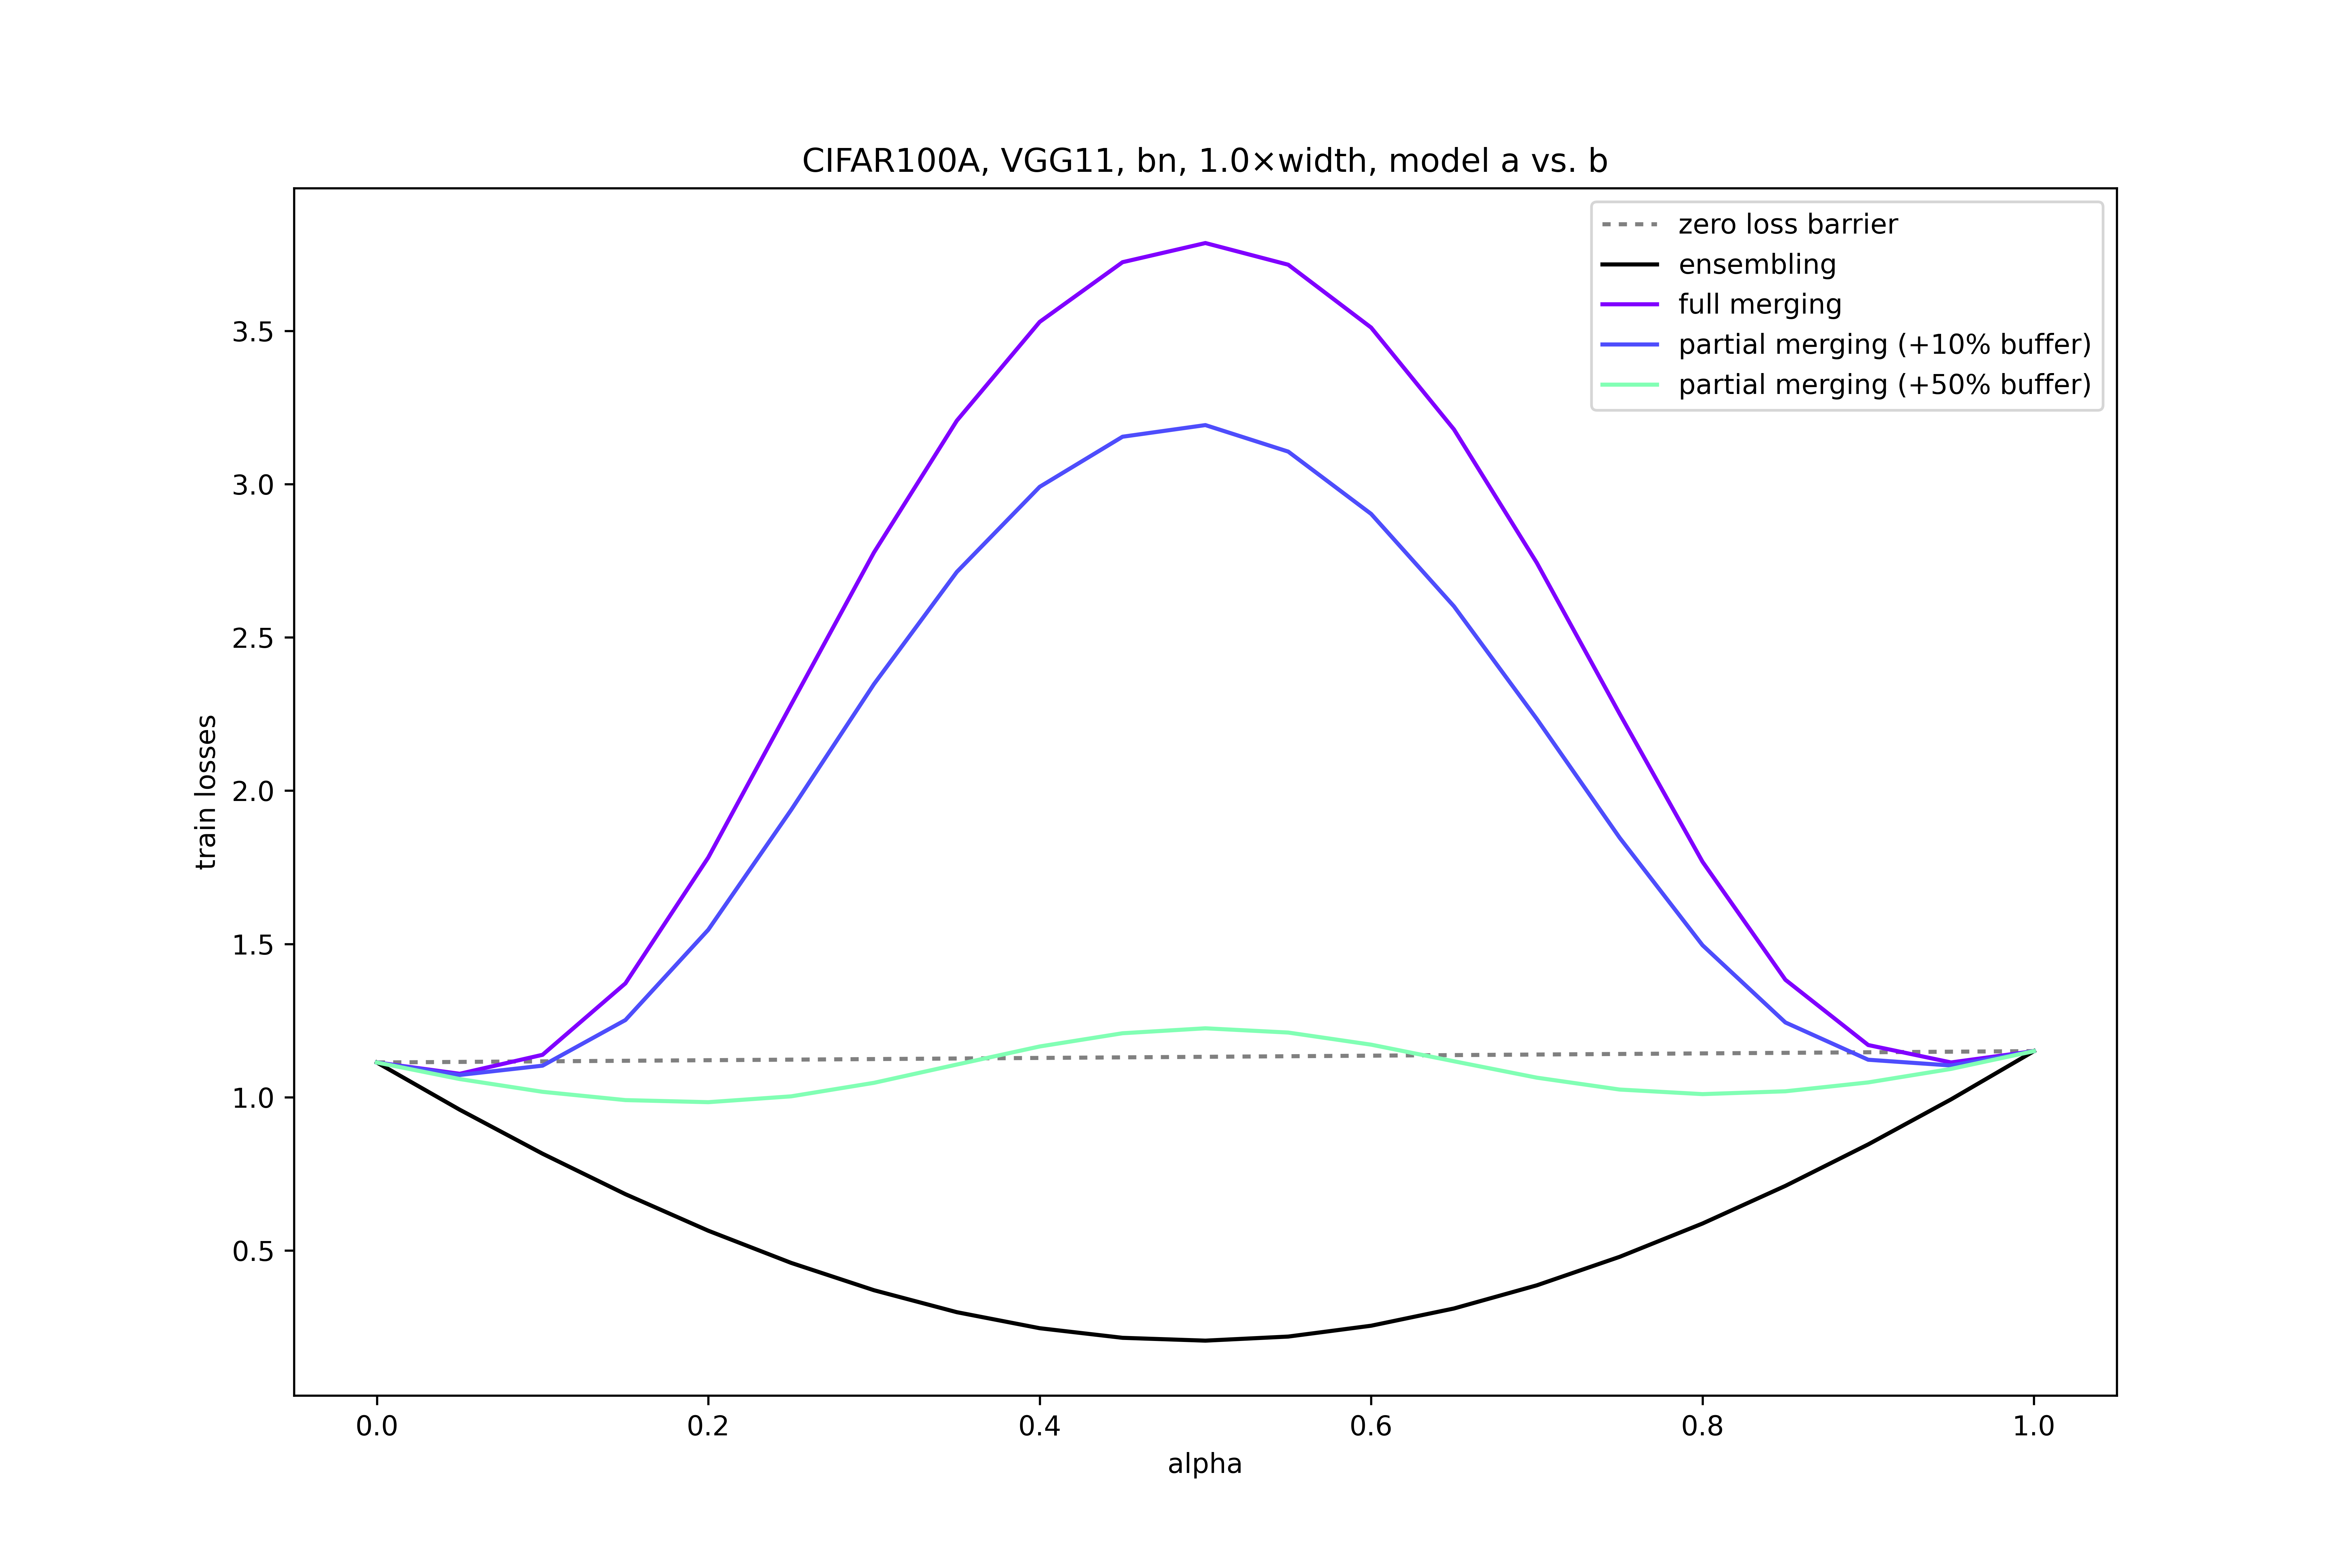 CIFAR100A, VGG11, bn, 1.0×width, model a vs. b
zero loss barrier
ensembling
full merging
partial merging (+10% buffer)
partial merging (+50% buffer)
train losses
3.5
3.0
2.5
2.0
1.5
1.0
0.5
0.0 0.2 0.4 0.6 0.8 1.0
alpha